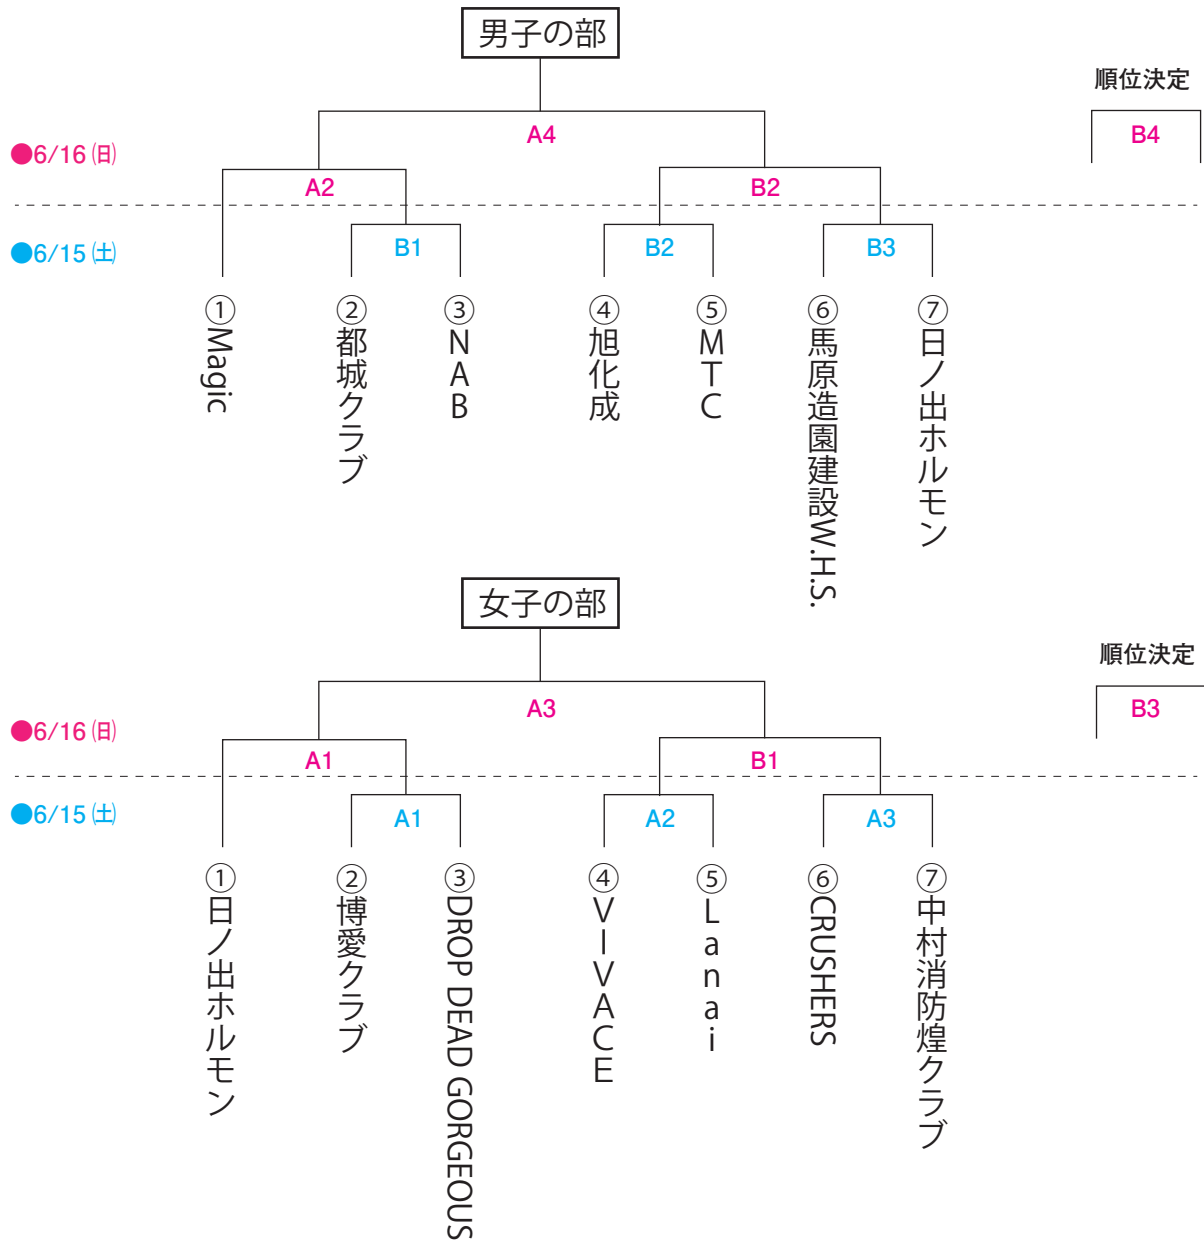 男子の部
順位決定
A4
B4
●6/16(日)
A2
B2
●6/15(土)
B1
B2
B3
①Magic
②都城クラブ
③NAB
④旭化成
⑤MTC
⑥馬原造園建設W.H.S.
⑦日ノ出ホルモン
女子の部
順位決定
A3
B3
●6/16(日)
A1
B1
●6/15(土)
A1
A2
A3
①日ノ出ホルモン
②博愛クラブ
③DROP DEAD GORGEOUS
④VIVACE
⑤Lanai
⑥CRUSHERS
⑦中村消防煌クラブ